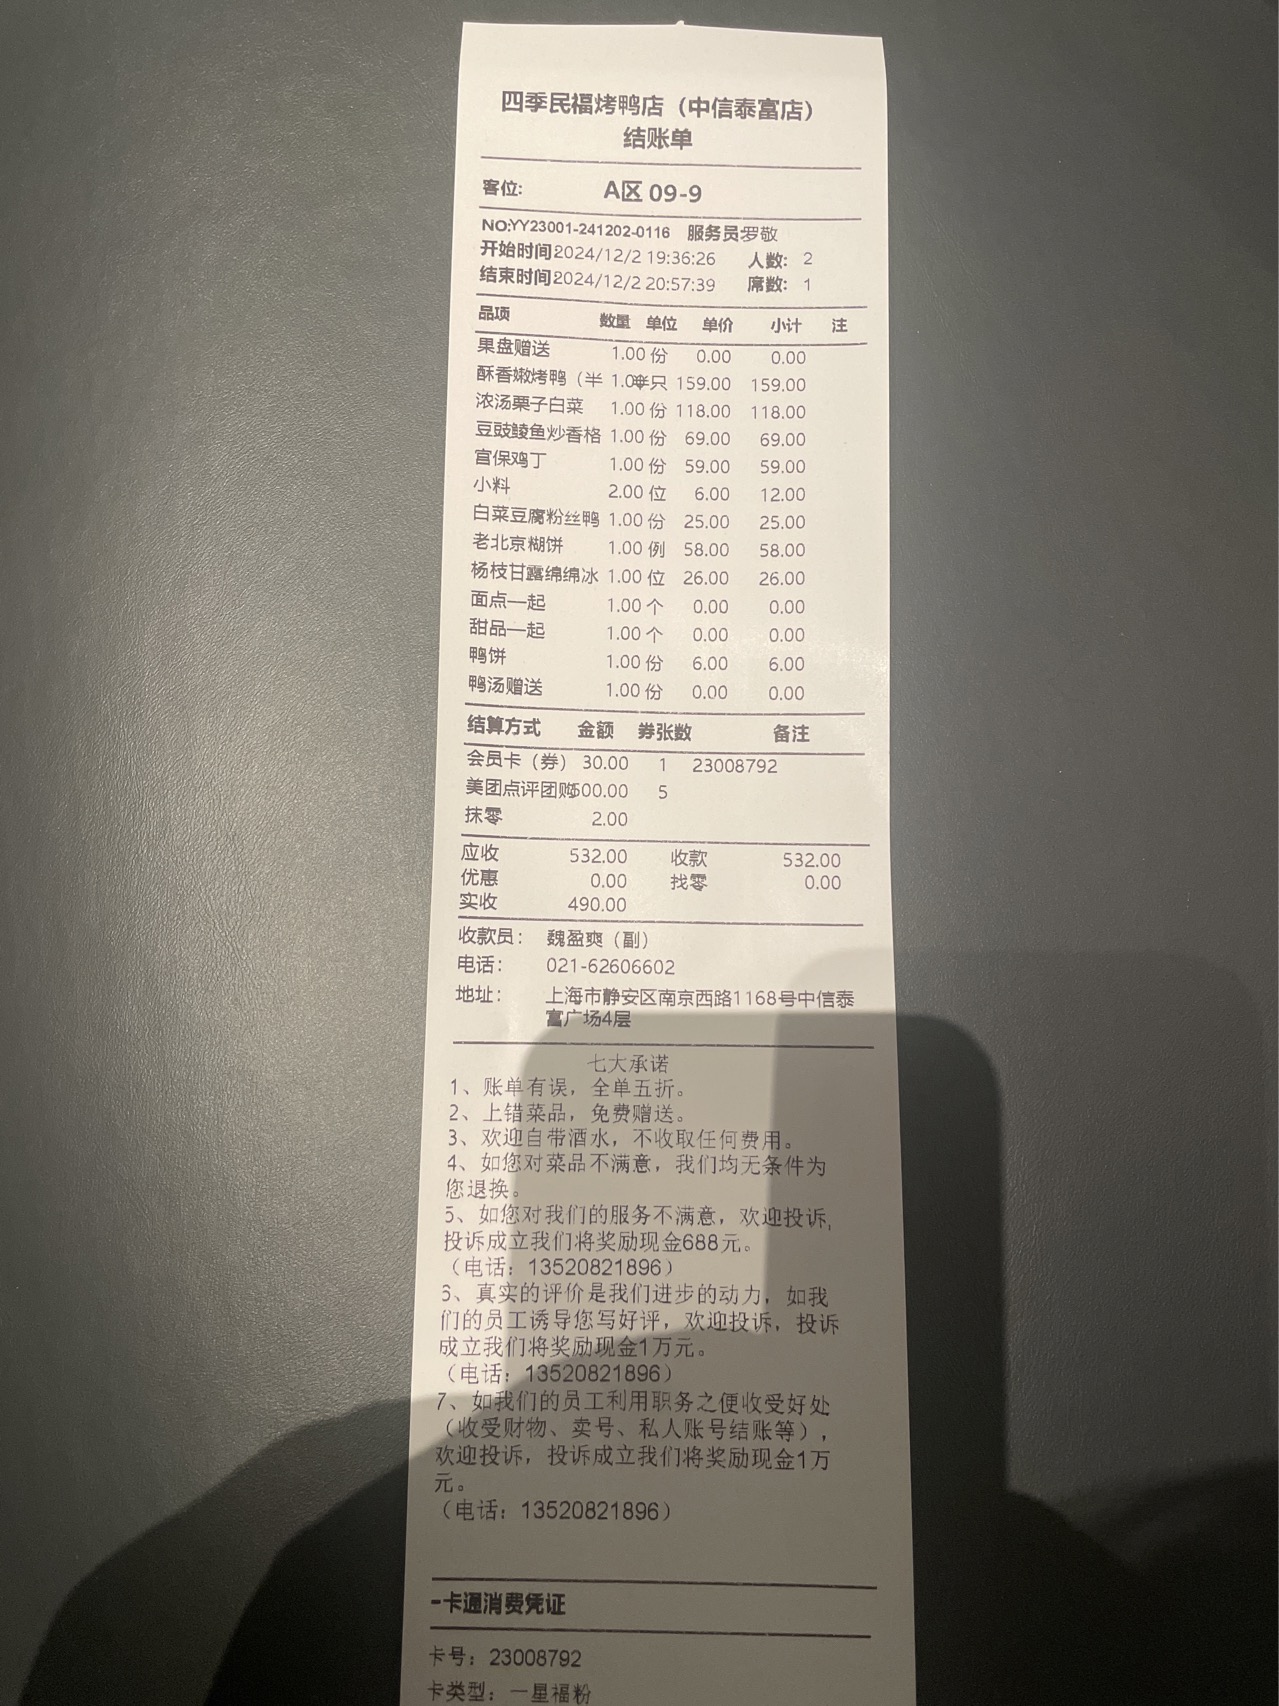 四季民福烤鸭店（中信泰富店）
结账单
客位: A区 09-9
NO:YY23001-241202-0116 服务员:罗敬
开始时间2024/12/2 19:36:26 人数: 2
结束时间2024/12/2 20:57:39 席数: 1
品项 数量 单位 单价 小计 注
果盘赠送 1.00 份 0.00 0.00
酥香嫩烤鸭（半 1.00半只 159.00 159.00
浓汤栗子白菜 1.00 份 118.00 118.00
豆豉鲮鱼炒香格 1.00 份 69.00 69.00
宫保鸡丁 1.00 份 59.00 59.00
小料 2.00 位 6.00 12.00
白菜豆腐粉丝鸭 1.00 份 25.00 25.00
老北京糊饼 1.00 例 58.00 58.00
杨枝甘露绵绵冰 1.00 位 26.00 26.00
面点一起 1.00 个 0.00 0.00
甜品一起 1.00 个 0.00 0.00
鸭饼 1.00 份 6.00 6.00
鸭汤赠送 1.00 份 0.00 0.00
结算方式 金额 券张数 备注
会员卡（券） 30.00 1 23008792
美团点评团购500.00 5
抹零 2.00
应收 532.00 收款 532.00
优惠 0.00 找零 0.00
实收 490.00
收款员: 魏盈爽（副）
电话: 021-62606602
地址: 上海市静安区南京西路1168号中信泰
富广场4层
七大承诺
1、账单有误，全单五折。
2、上错菜品，免费赠送。
3、欢迎自带酒水，不收取任何费用。
4、如您对菜品不满意，我们均无条件为
您退换。
5、如您对我们的服务不满意，欢迎投诉,
投诉成立我们将奖励现金688元。
（电话：13520821896）
6、真实的评价是我们进步的动力，如我
们的员工诱导您写好评，欢迎投诉，投诉
成立我们将奖励现金1万元。
（电话：13520821896）
7、如我们的员工利用职务之便收受好处
（收受财物、卖号、私人账号结账等），
欢迎投诉，投诉成立我们将奖励现金1万
元。
（电话：13520821896）
-卡通消费凭证
卡号：23008792
卡类型：一星福粉